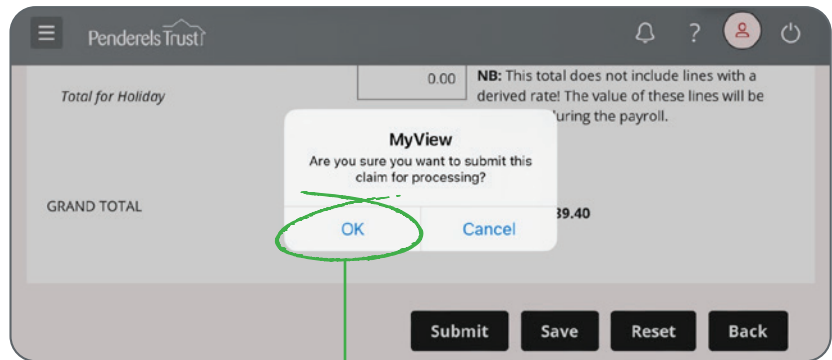 Penderels Trust
?
Total for Holiday
0.00
NB: This total does not include lines with a
derived rate! The value of these lines will be
during the payroll.
MyView
Are you sure you want to submit this
claim for processing?
OK
Cancel
GRAND TOTAL
39.40
Submit
Save
Reset
Back